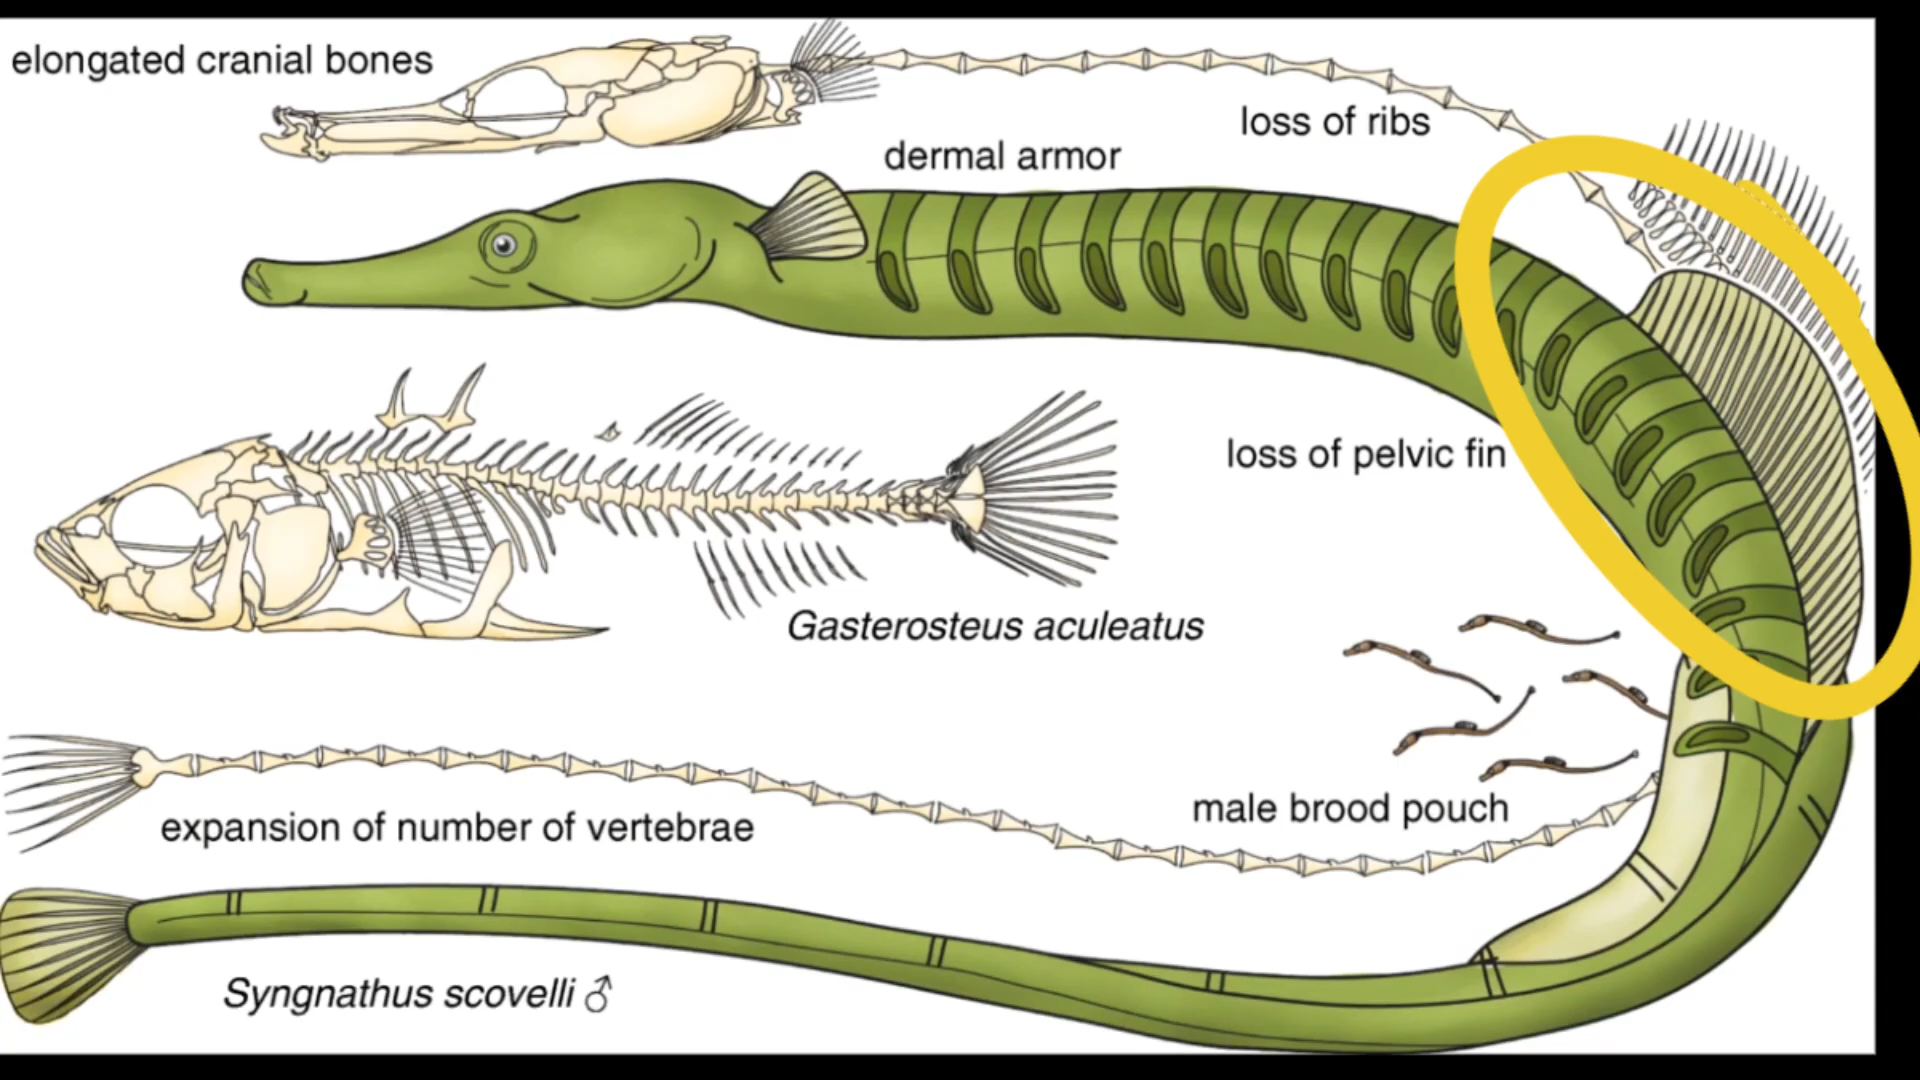 elongated cranial bones
loss of ribs
dermal armor
loss of pelvic fin
Gasterosteus aculeatus
male brood pouch
expansion of number of vertebrae
Syngnathus scovelli ♂